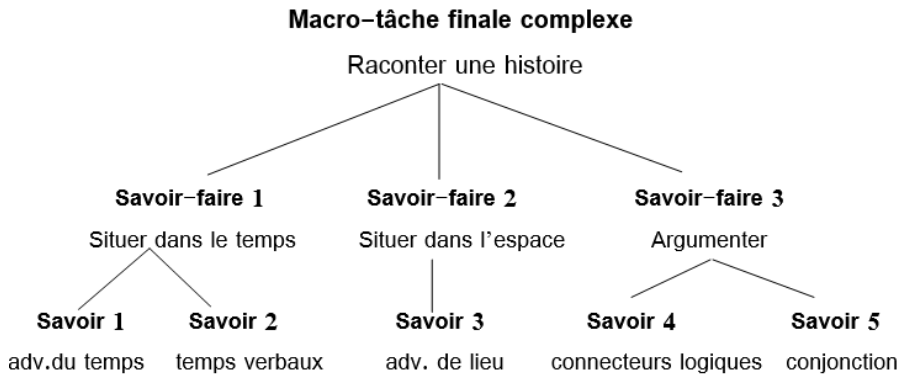 Macro-tâche finale complexe
Raconter une histoire
Savoir-faire 1 Savoir-faire 2 Savoir-faire 3
Situer dans le temps Situer dans l'espace Argumenter
Savoir 1 Savoir 2 Savoir 3 Savoir 4 Savoir 5
adv.du temps temps verbaux adv. de lieu connecteurs logiques conjonction